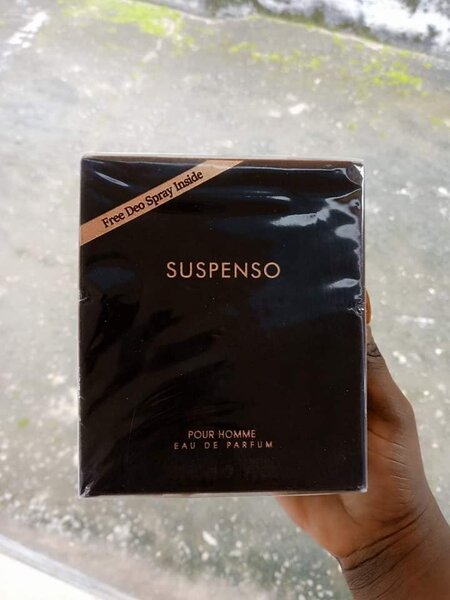 Free Deo Spray Inside
SUSPENSO
POUR HOMME
EAU DE PARFUM